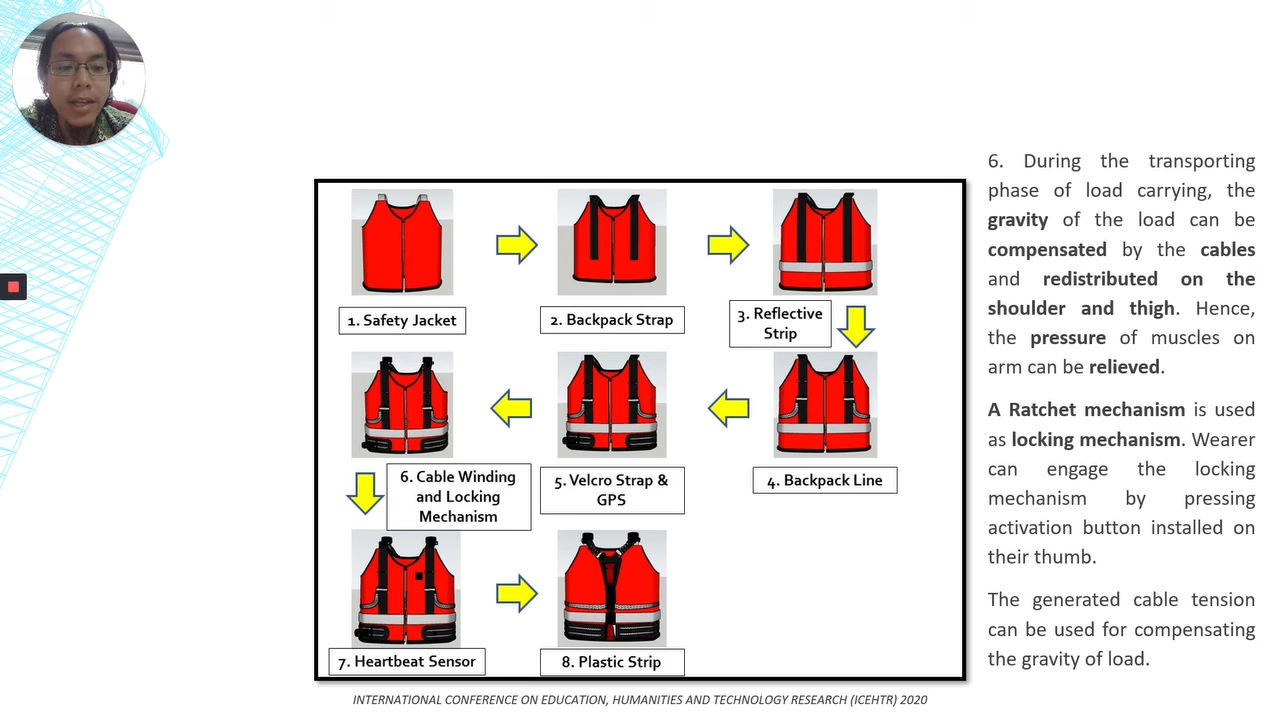 1. Safety Jacket
2. Backpack Strap
3. Reflective
Strip
4. Backpack Line
5. Velcro Strap &
GPS
6. Cable Winding
and Locking
Mechanism
7. Heartbeat Sensor
8. Plastic Strip
6. During the transporting
phase of load carrying, the
gravity of the load can be
compensated by the cables
and redistributed on the
shoulder and thigh. Hence,
the pressure of muscles on
arm can be relieved.
A Ratchet mechanism is used
as locking mechanism. Wearer
can engage the locking
mechanism by pressing
activation button installed on
their thumb.
The generated cable tension
can be used for compensating
the gravity of load.
INTERNATIONAL CONFERENCE ON EDUCATION, HUMANITIES AND TECHNOLOGY RESEARCH (ICEHTR) 2020